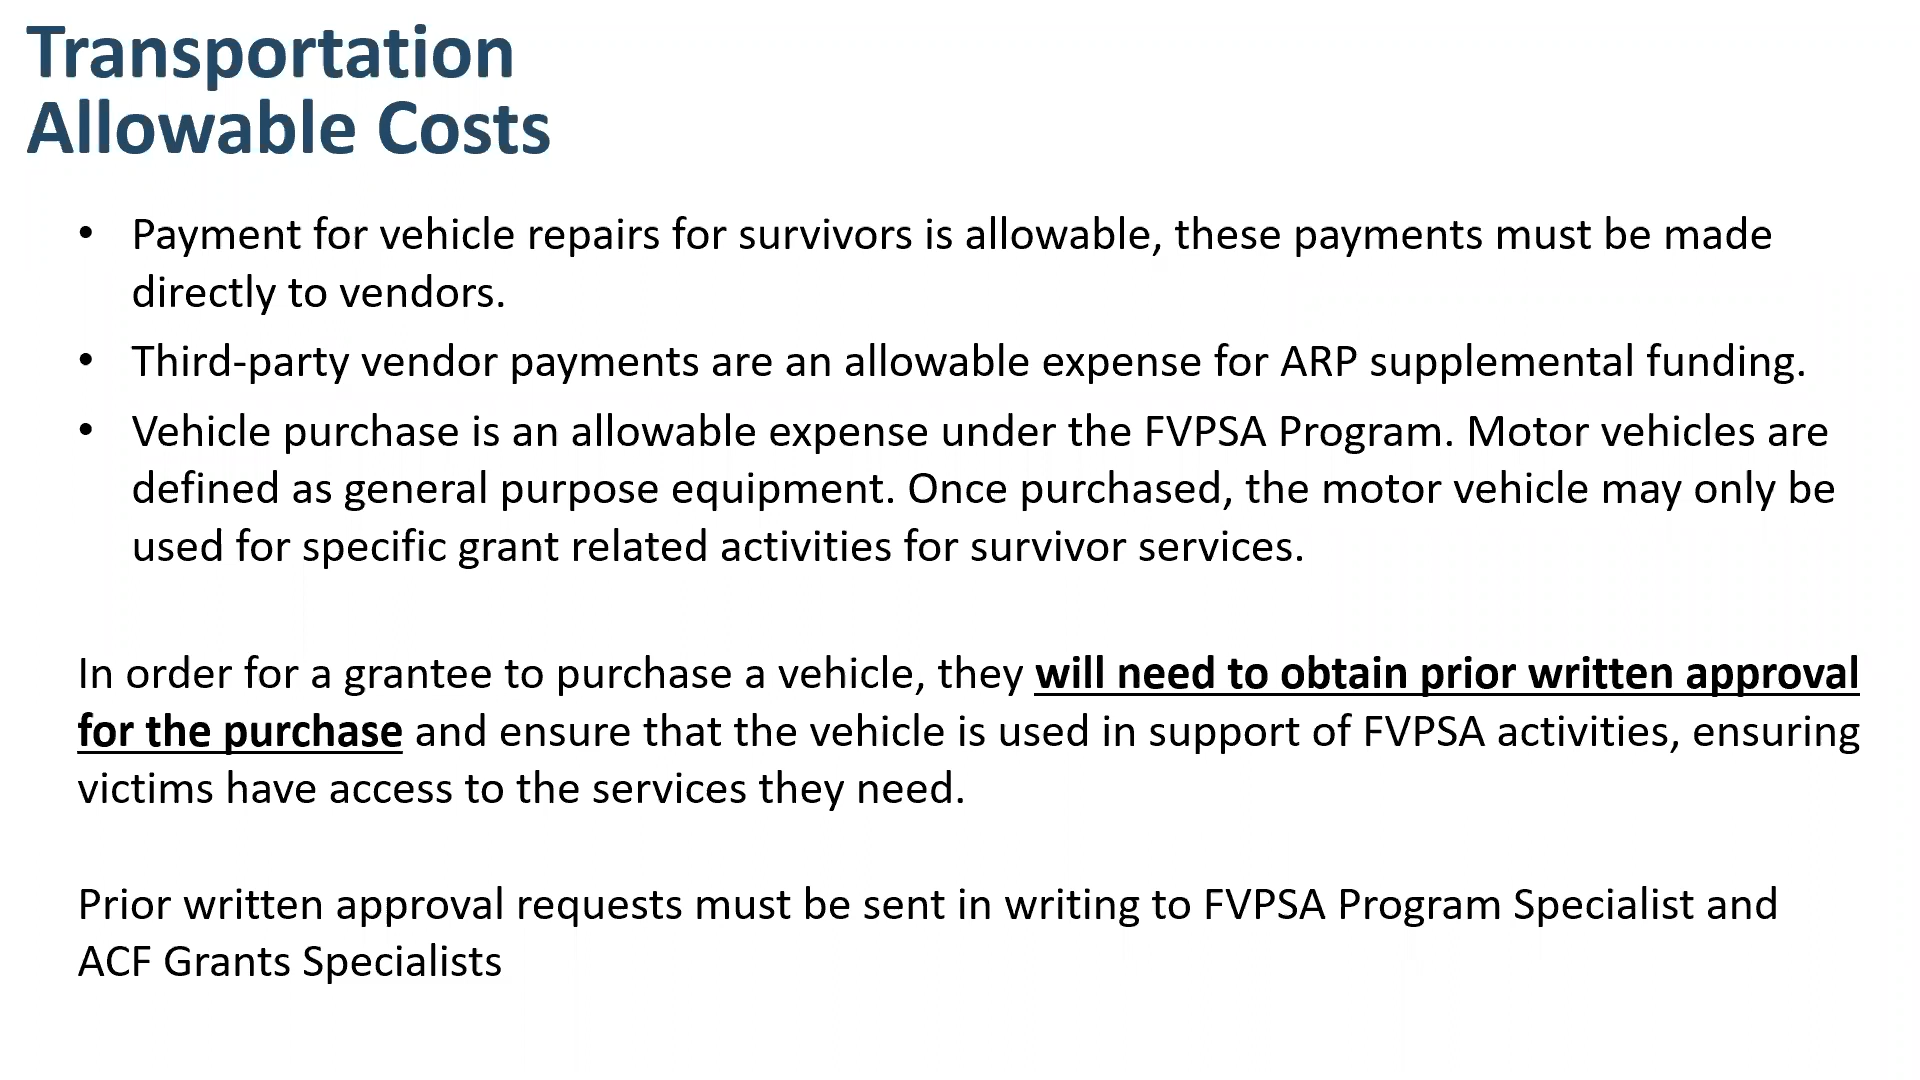 Transportation
Allowable Costs
• Payment for vehicle repairs for survivors is allowable, these payments must be made
directly to vendors.
• Third-party vendor payments are an allowable expense for ARP supplemental funding.
• Vehicle purchase is an allowable expense under the FVPSA Program. Motor vehicles are
defined as general purpose equipment. Once purchased, the motor vehicle may only be
used for specific grant related activities for survivor services.
In order for a grantee to purchase a vehicle, they will need to obtain prior written approval
for the purchase and ensure that the vehicle is used in support of FVPSA activities, ensuring
victims have access to the services they need.
Prior written approval requests must be sent in writing to FVPSA Program Specialist and
ACF Grants Specialists